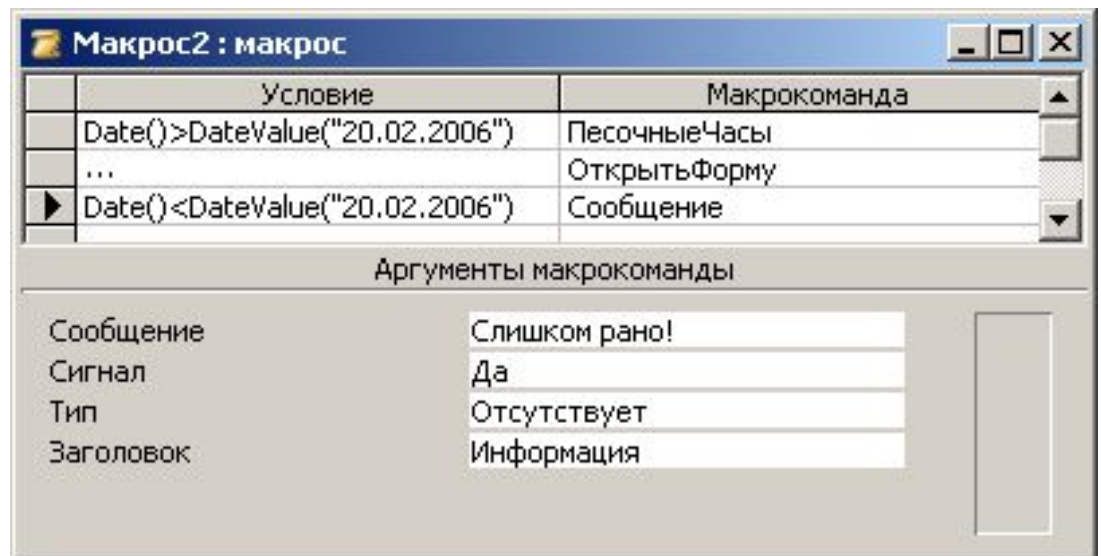 Макрос2 : макрос
Условие Макрокоманда
Date()>DateValue("20.02.2006") ПесочныеЧасы
... ОткрытьФорму
Date()<DateValue("20.02.2006") Сообщение
Аргументы макрокоманды
Сообщение Слишком рано!
Сигнал Да
Тип Отсутствует
Заголовок Информация